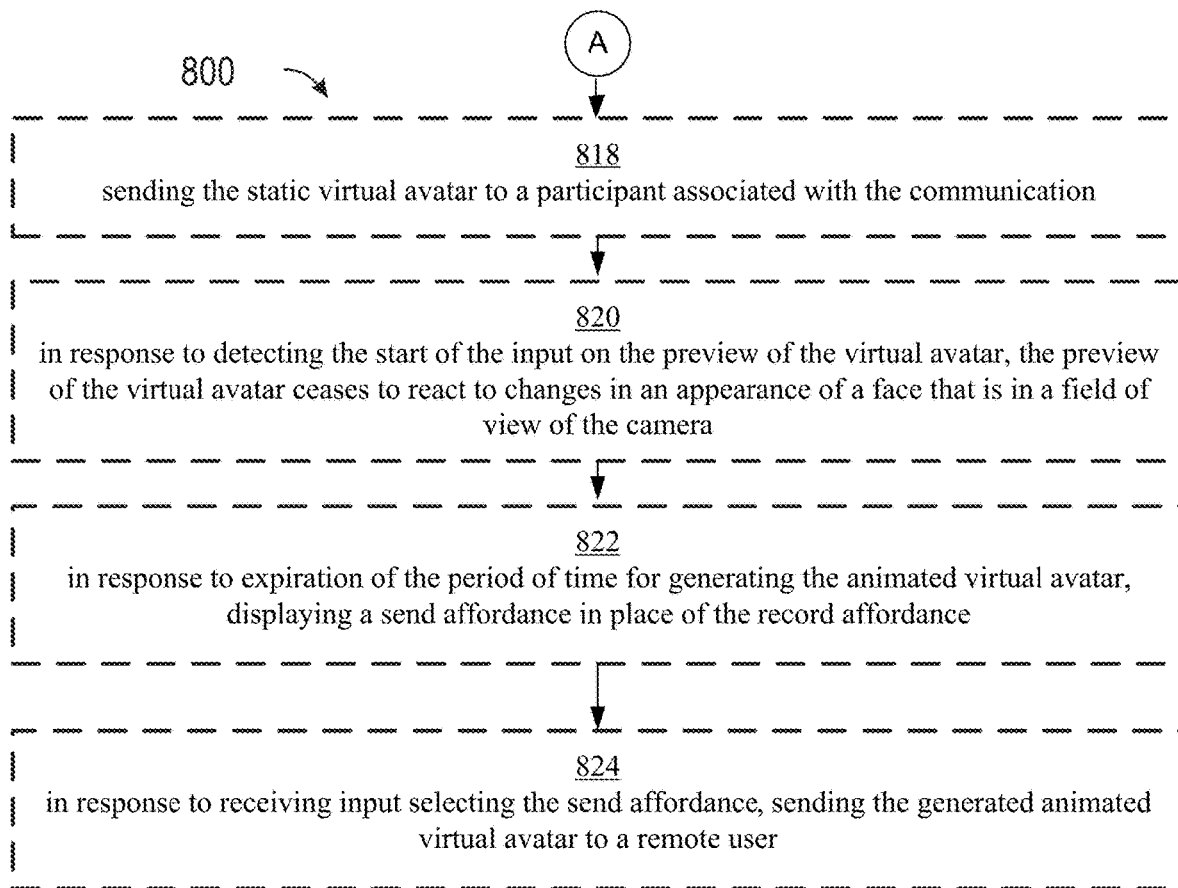 A
800
818
sending the static virtual avatar to a participant associated with the communication
820
in response to detecting the start of the input on the preview of the virtual avatar, the preview
of the virtual avatar ceases to react to changes in an appearance of a face that is in a field of
view of the camera
822
in response to expiration of the period of time for generating the animated virtual avatar,
displaying a send affordance in place of the record affordance
824
in response to receiving input selecting the send affordance, sending the generated animated
virtual avatar to a remote user